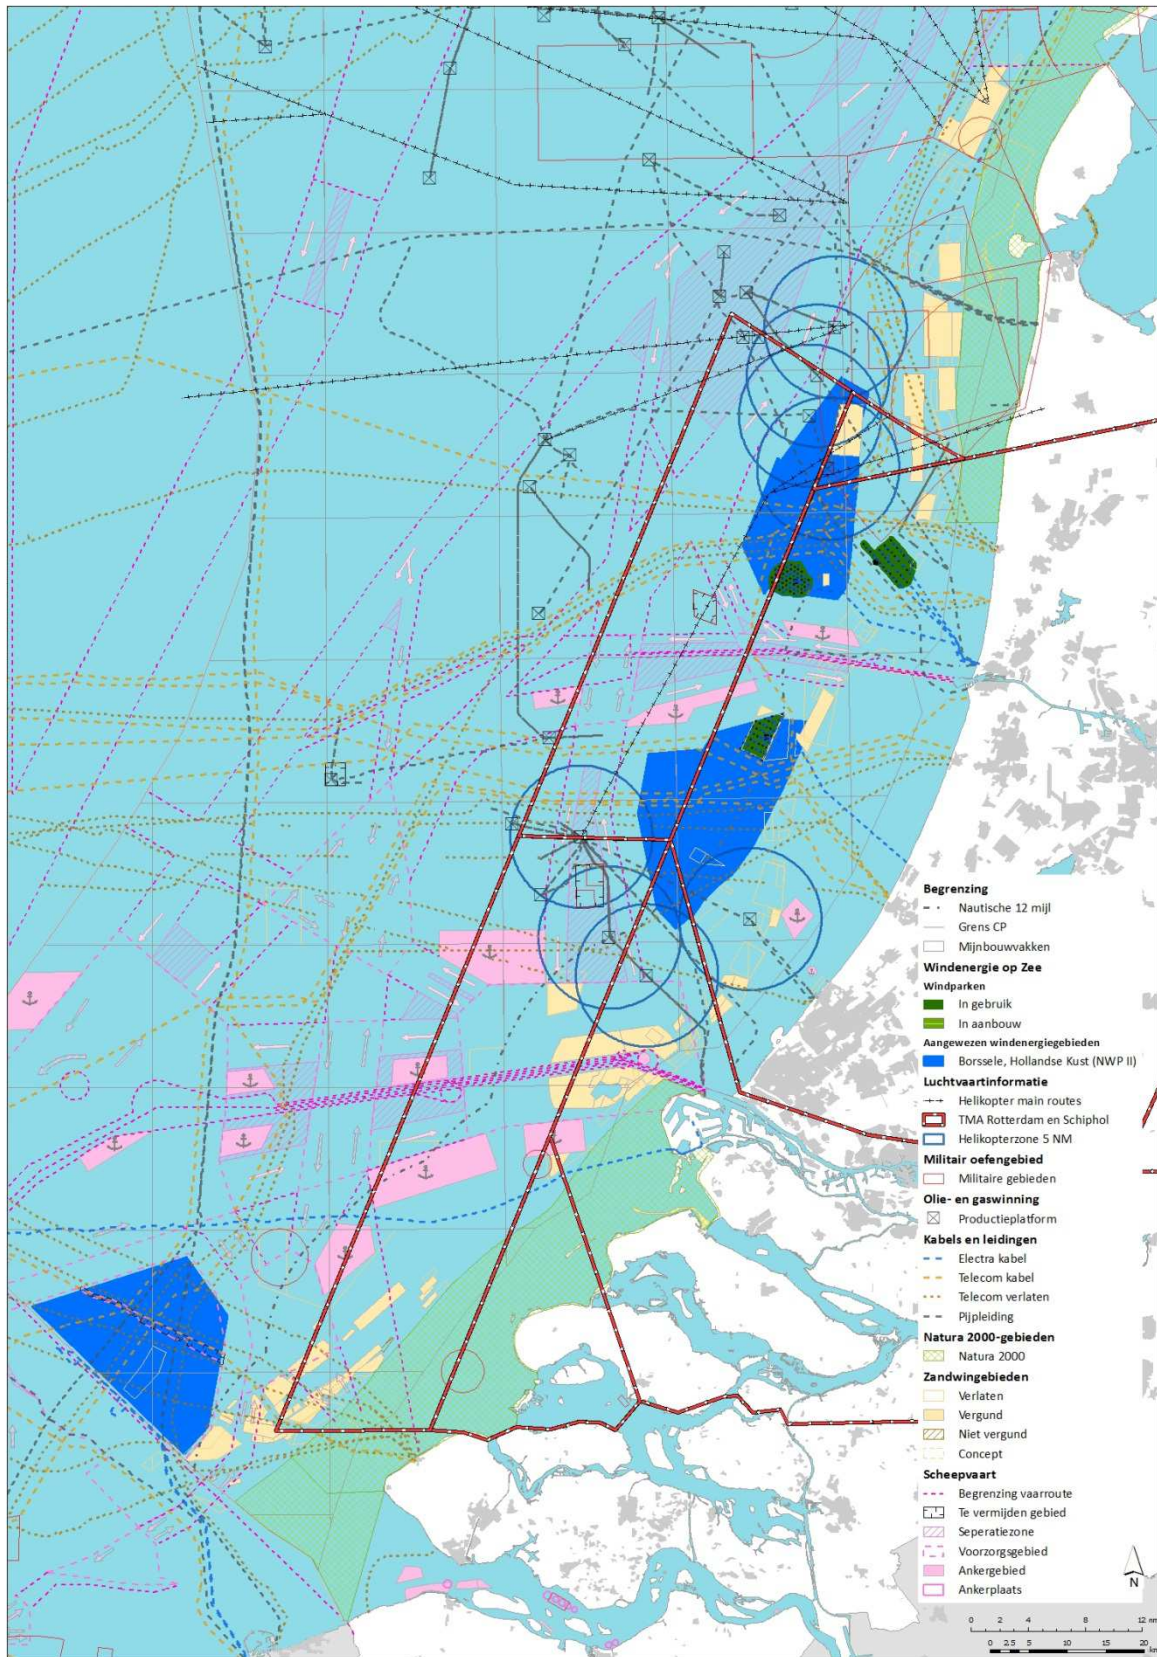 Begrenzing
Nautische 12 mijl
Grens CP
Mijnbouwvakken
Windenergie op Zee
Windparken
In gebruik
In aanbouw
Aangewezen windenergiegebieden
Borssele, Hollandse Kust (NWP II)
Luchtvaartinformatie
Helikopter main routes
TMA Rotterdam en Schiphol
Helikopterzone 5 NM
Militair oefengebied
Militaire gebieden
Olie- en gaswinning
Productieplatform
Kabels en leidingen
Electra kabel
Telecom kabel
Telecom verlaten
Pijpleiding
Natura 2000-gebieden
Natura 2000
Zandwingebieden
Verlaten
Vergund
Niet vergund
Concept
Scheepvaart
Begrenzing vaarroute
Te vermijden gebied
Seperatiezone
Voorzorgsgebied
Ankergebied
Ankerplaats
N
0 2 4 8 12 nm
0 2.5 5 10 15 20 km